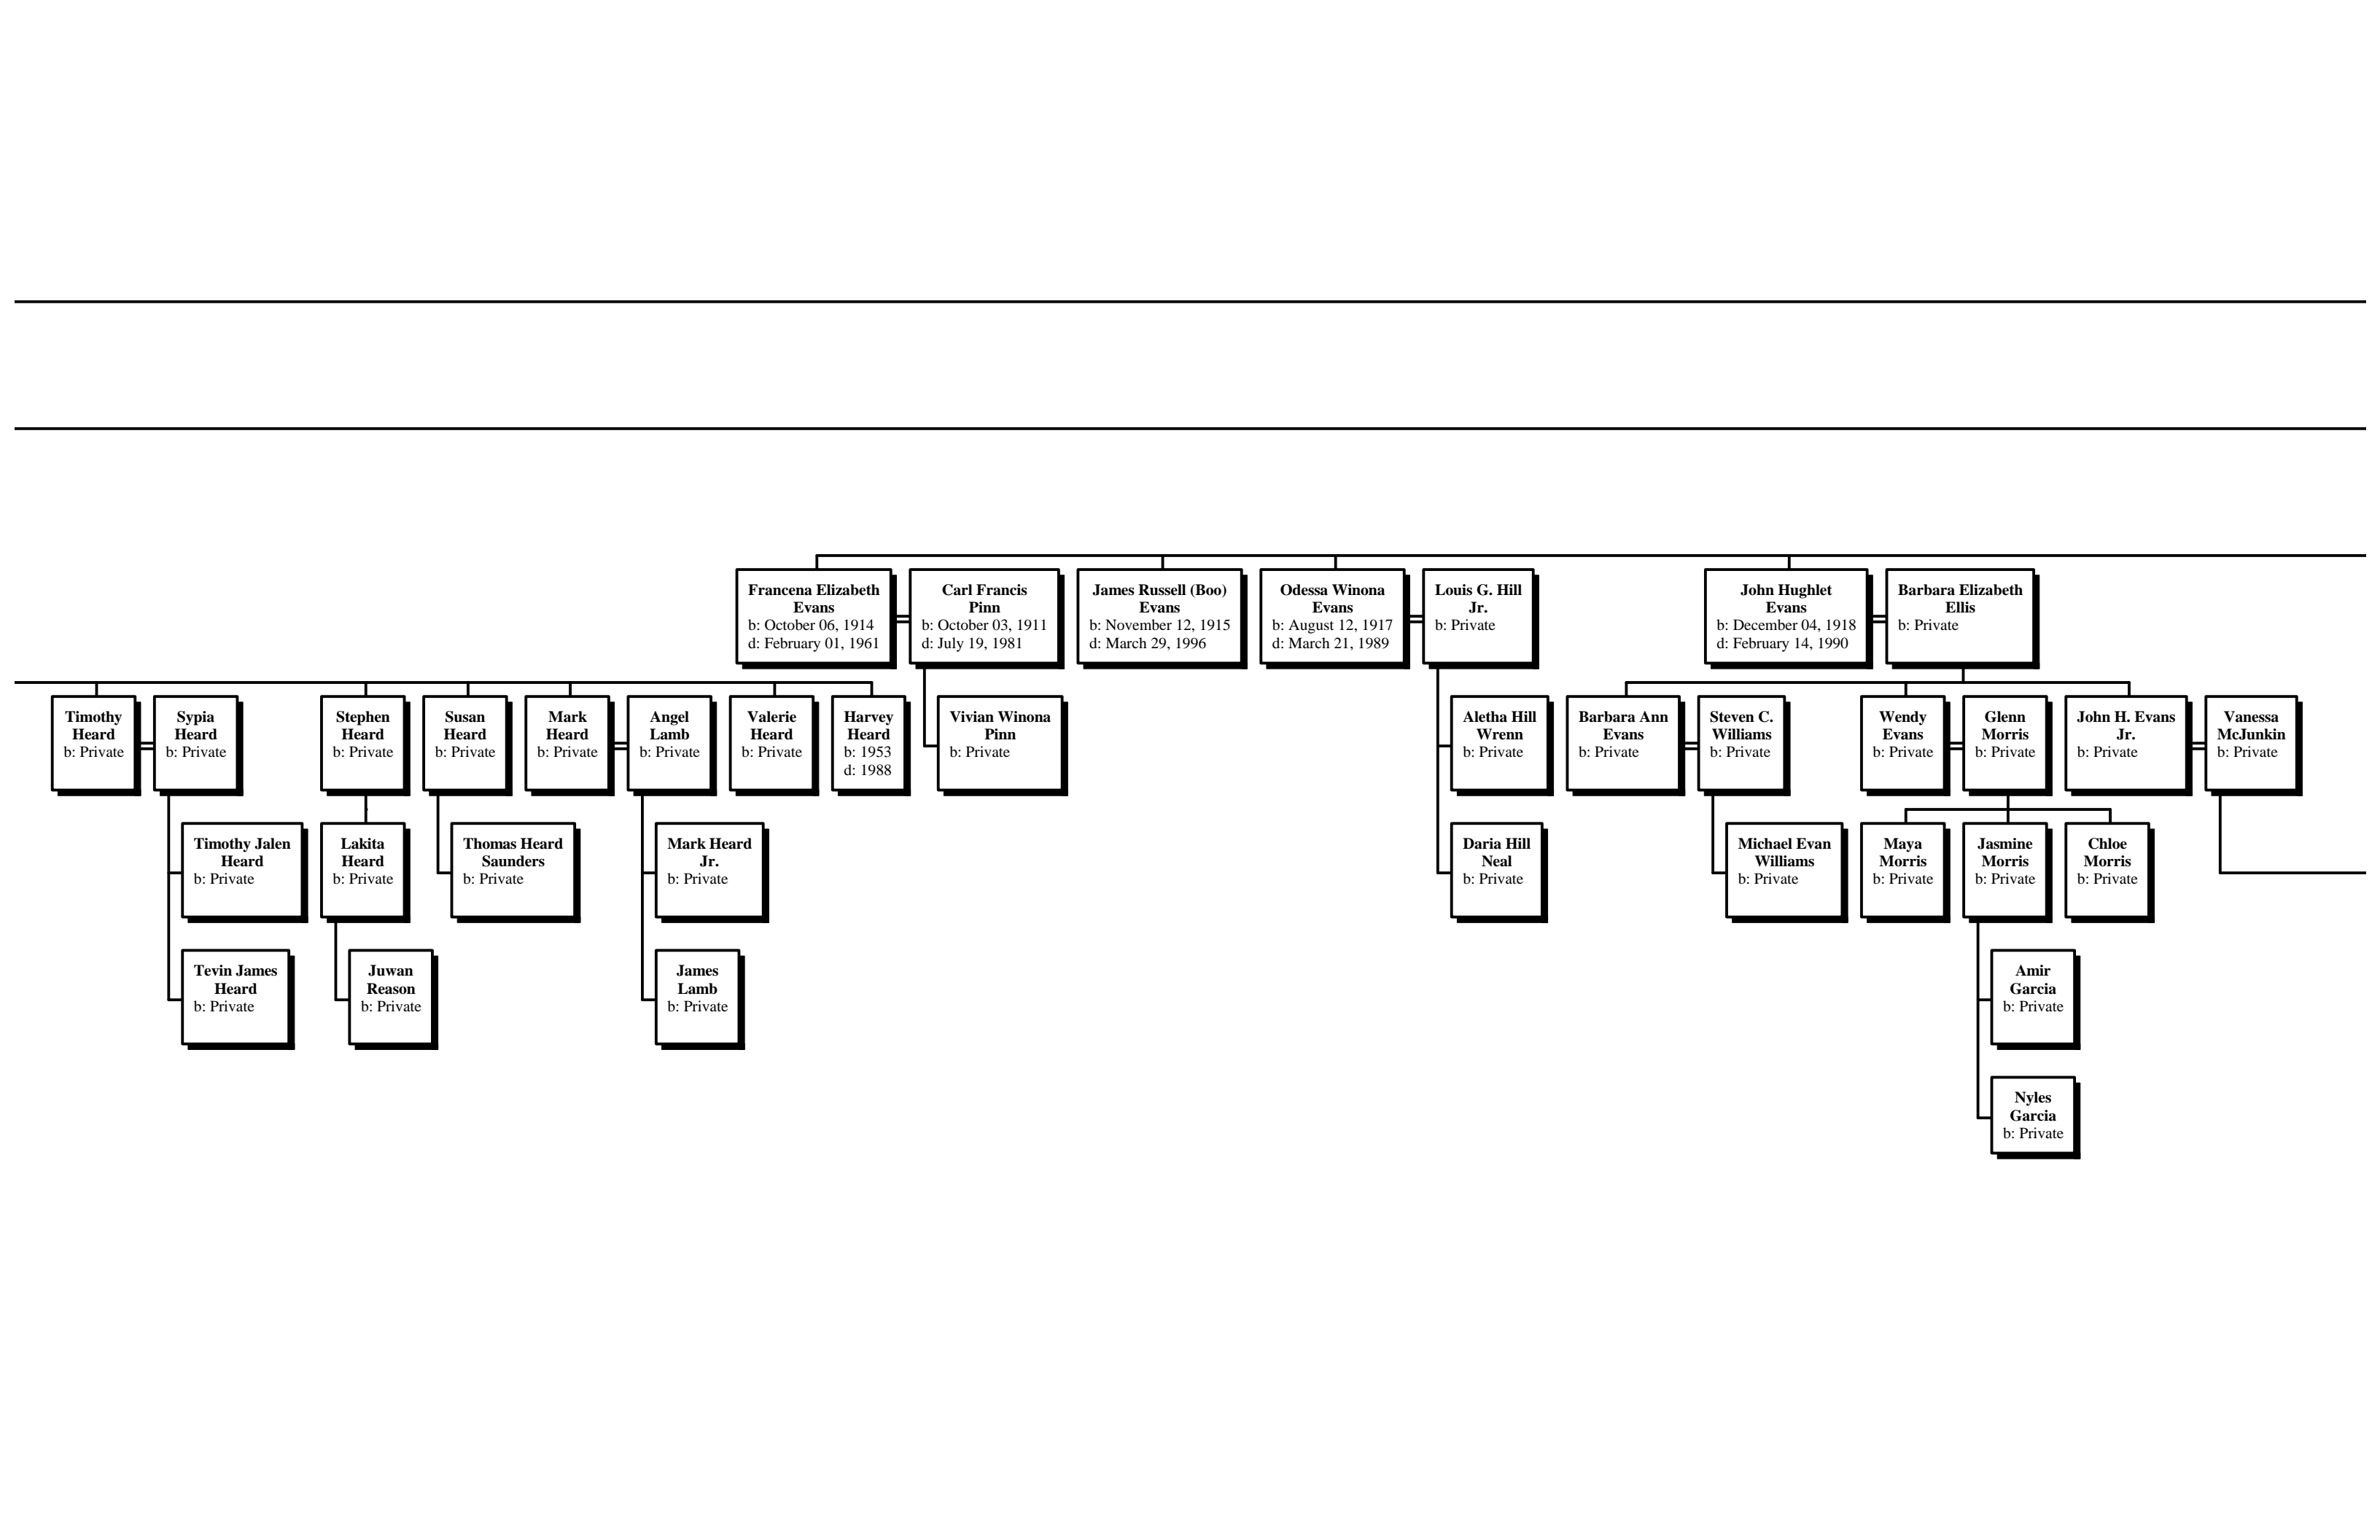 Francena Elizabeth
Evans
b: October 06, 1914
d: February 01, 1961
Carl Francis
Pinn
b: October 03, 1911
d: July 19, 1981
James Russell (Boo)
Evans
b: November 12, 1915
d: March 29, 1996
Odessa Winona
Evans
b: August 12, 1917
d: March 21, 1989
Louis G. Hill
Jr.
b: Private
John Hughlet
Evans
b: December 04, 1918
d: February 14, 1990
Barbara Elizabeth
Ellis
b: Private
Timothy
Heard
b: Private
Sypia
Heard
b: Private
Stephen
Heard
b: Private
Susan
Heard
b: Private
Mark
Heard
b: Private
Angel
Lamb
b: Private
Valerie
Heard
b: Private
Harvey
Heard
b: 1953
d: 1988
Vivian Winona
Pinn
b: Private
Aletha Hill
Wrenn
b: Private
Barbara Ann
Evans
b: Private
Steven C.
Williams
b: Private
Wendy
Evans
b: Private
Glenn
Morris
b: Private
John H. Evans
Jr.
b: Private
Vanessa
McJunkin
b: Private
Timothy Jalen
Heard
b: Private
Lakita
Heard
b: Private
Thomas Heard
Saunders
b: Private
Mark Heard
Jr.
b: Private
Daria Hill
Neal
b: Private
Michael Evan
Williams
b: Private
Maya
Morris
b: Private
Jasmine
Morris
b: Private
Chloe
Morris
b: Private
Tevin James
Heard
b: Private
Juwan
Reason
b: Private
James
Lamb
b: Private
Amir
Garcia
b: Private
Nyles
Garcia
b: Private